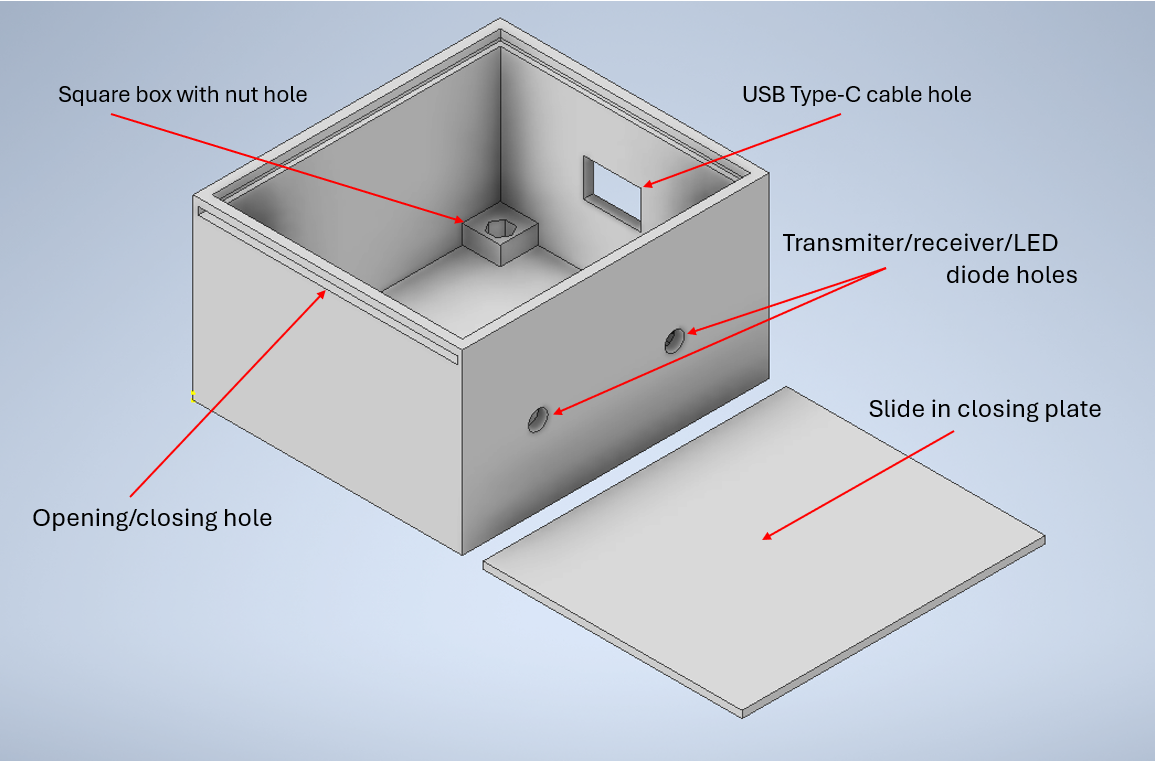 Square box with nut hole
USB Type-C cable hole
Transmiter/receiver/LED
diode holes
Slide in closing plate
Opening/closing hole